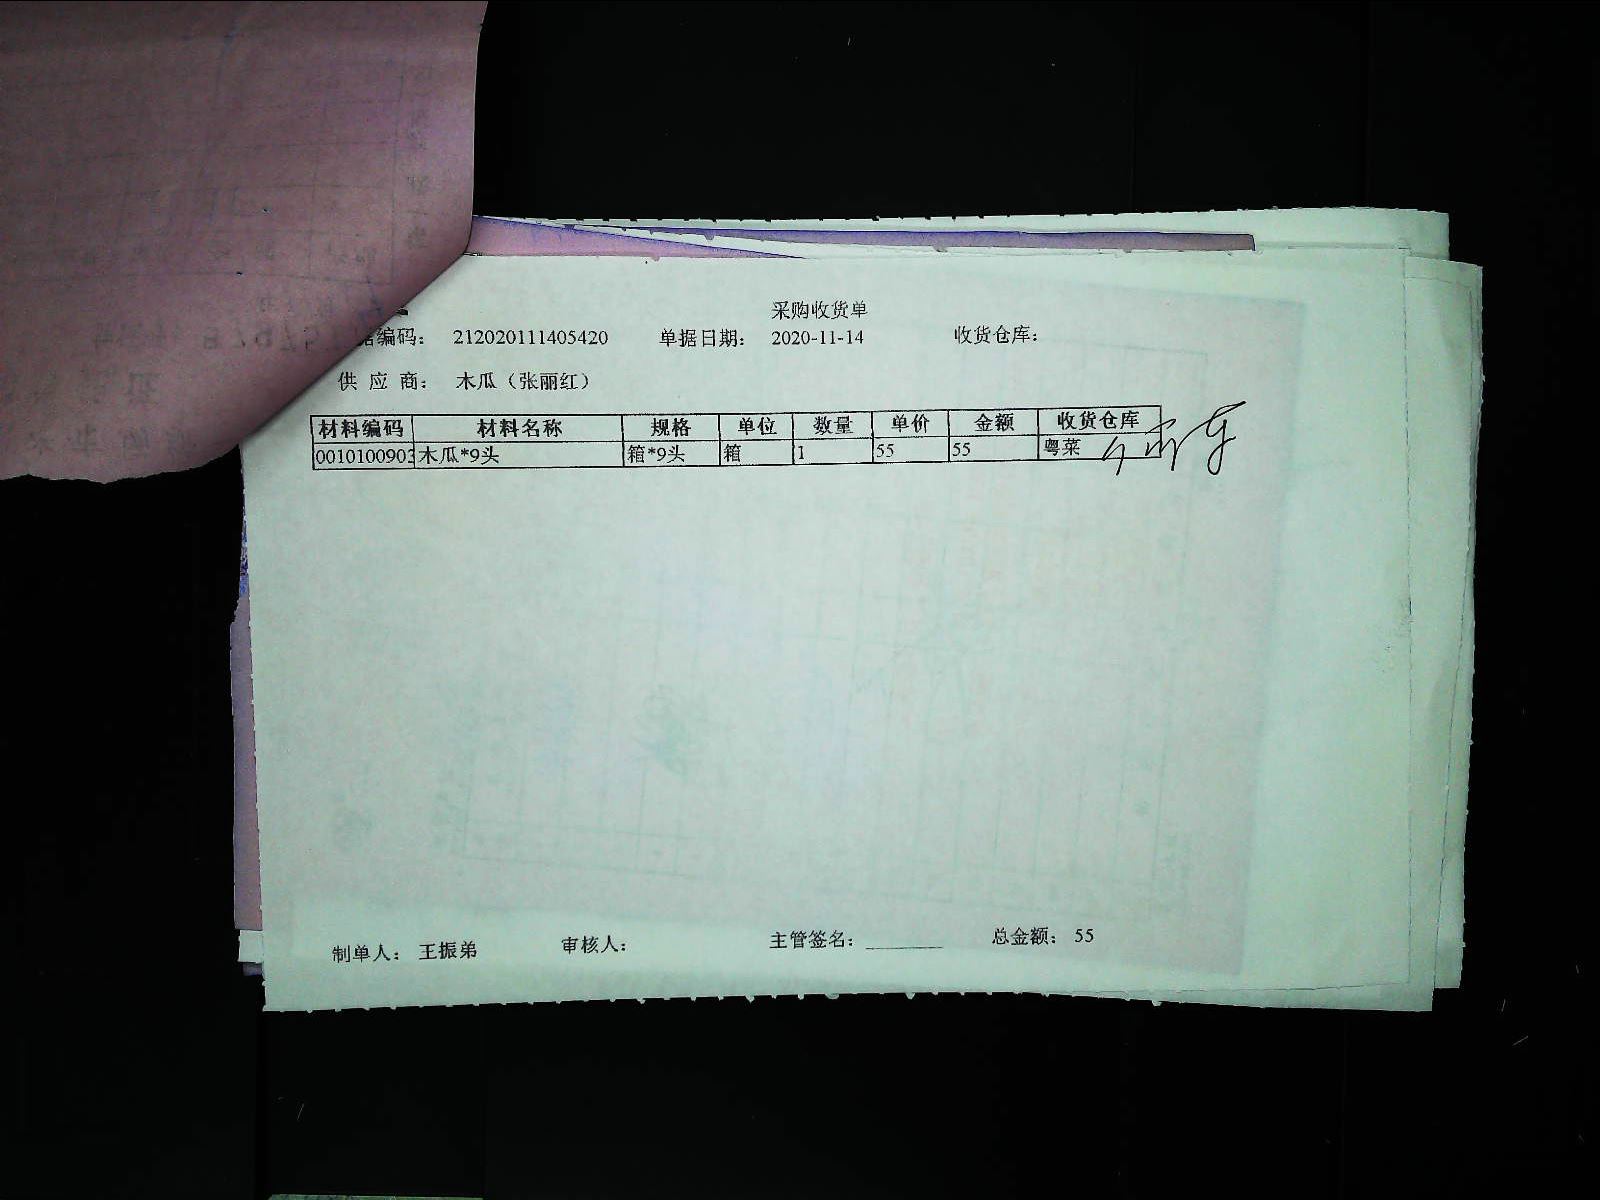 采购收货单
据编码： 212020111405420 单据日期： 2020-11-14 收货仓库：
供 应 商： 木瓜（张丽红）
材料编码 材料名称 规格 单位 数量 单价 金额 收货仓库
0010100903 木瓜*9头 箱*9头 箱 1 55 55 粤菜
制单人： 王振弟 审核人： 主管签名： ________ 总金额： 55